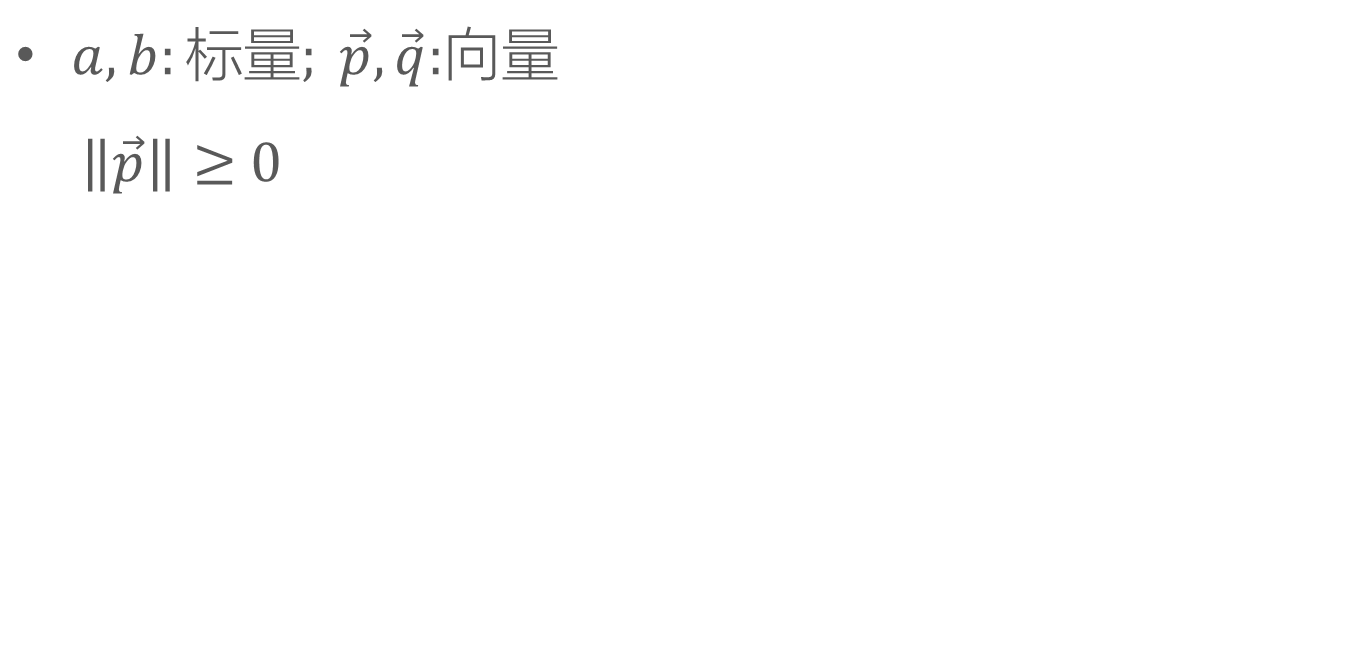 • a, b: 标量; p⃗, q⃗:向量
‖p⃗‖ ≥ 0